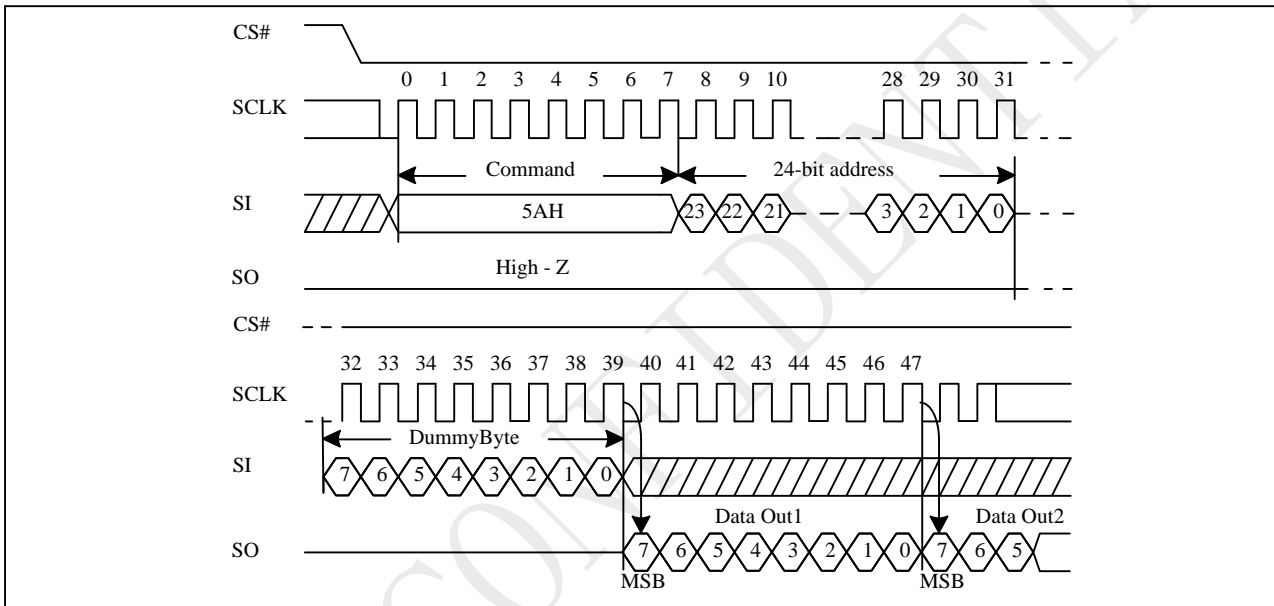 CS#
0 1 2 3 4 5 6 7 8 9 10 28 29 30 31
SCLK
Command 24-bit address
SI 5AH 23 22 21 3 2 1 0
High - Z
SO
CS#
32 33 34 35 36 37 38 39 40 41 42 43 44 45 46 47
SCLK
DummyByte
SI 7 6 5 4 3 2 1 0
Data Out1 Data Out2
SO 7 6 5 4 3 2 1 0 7 6 5
MSB MSB
CONFIDENTIAL